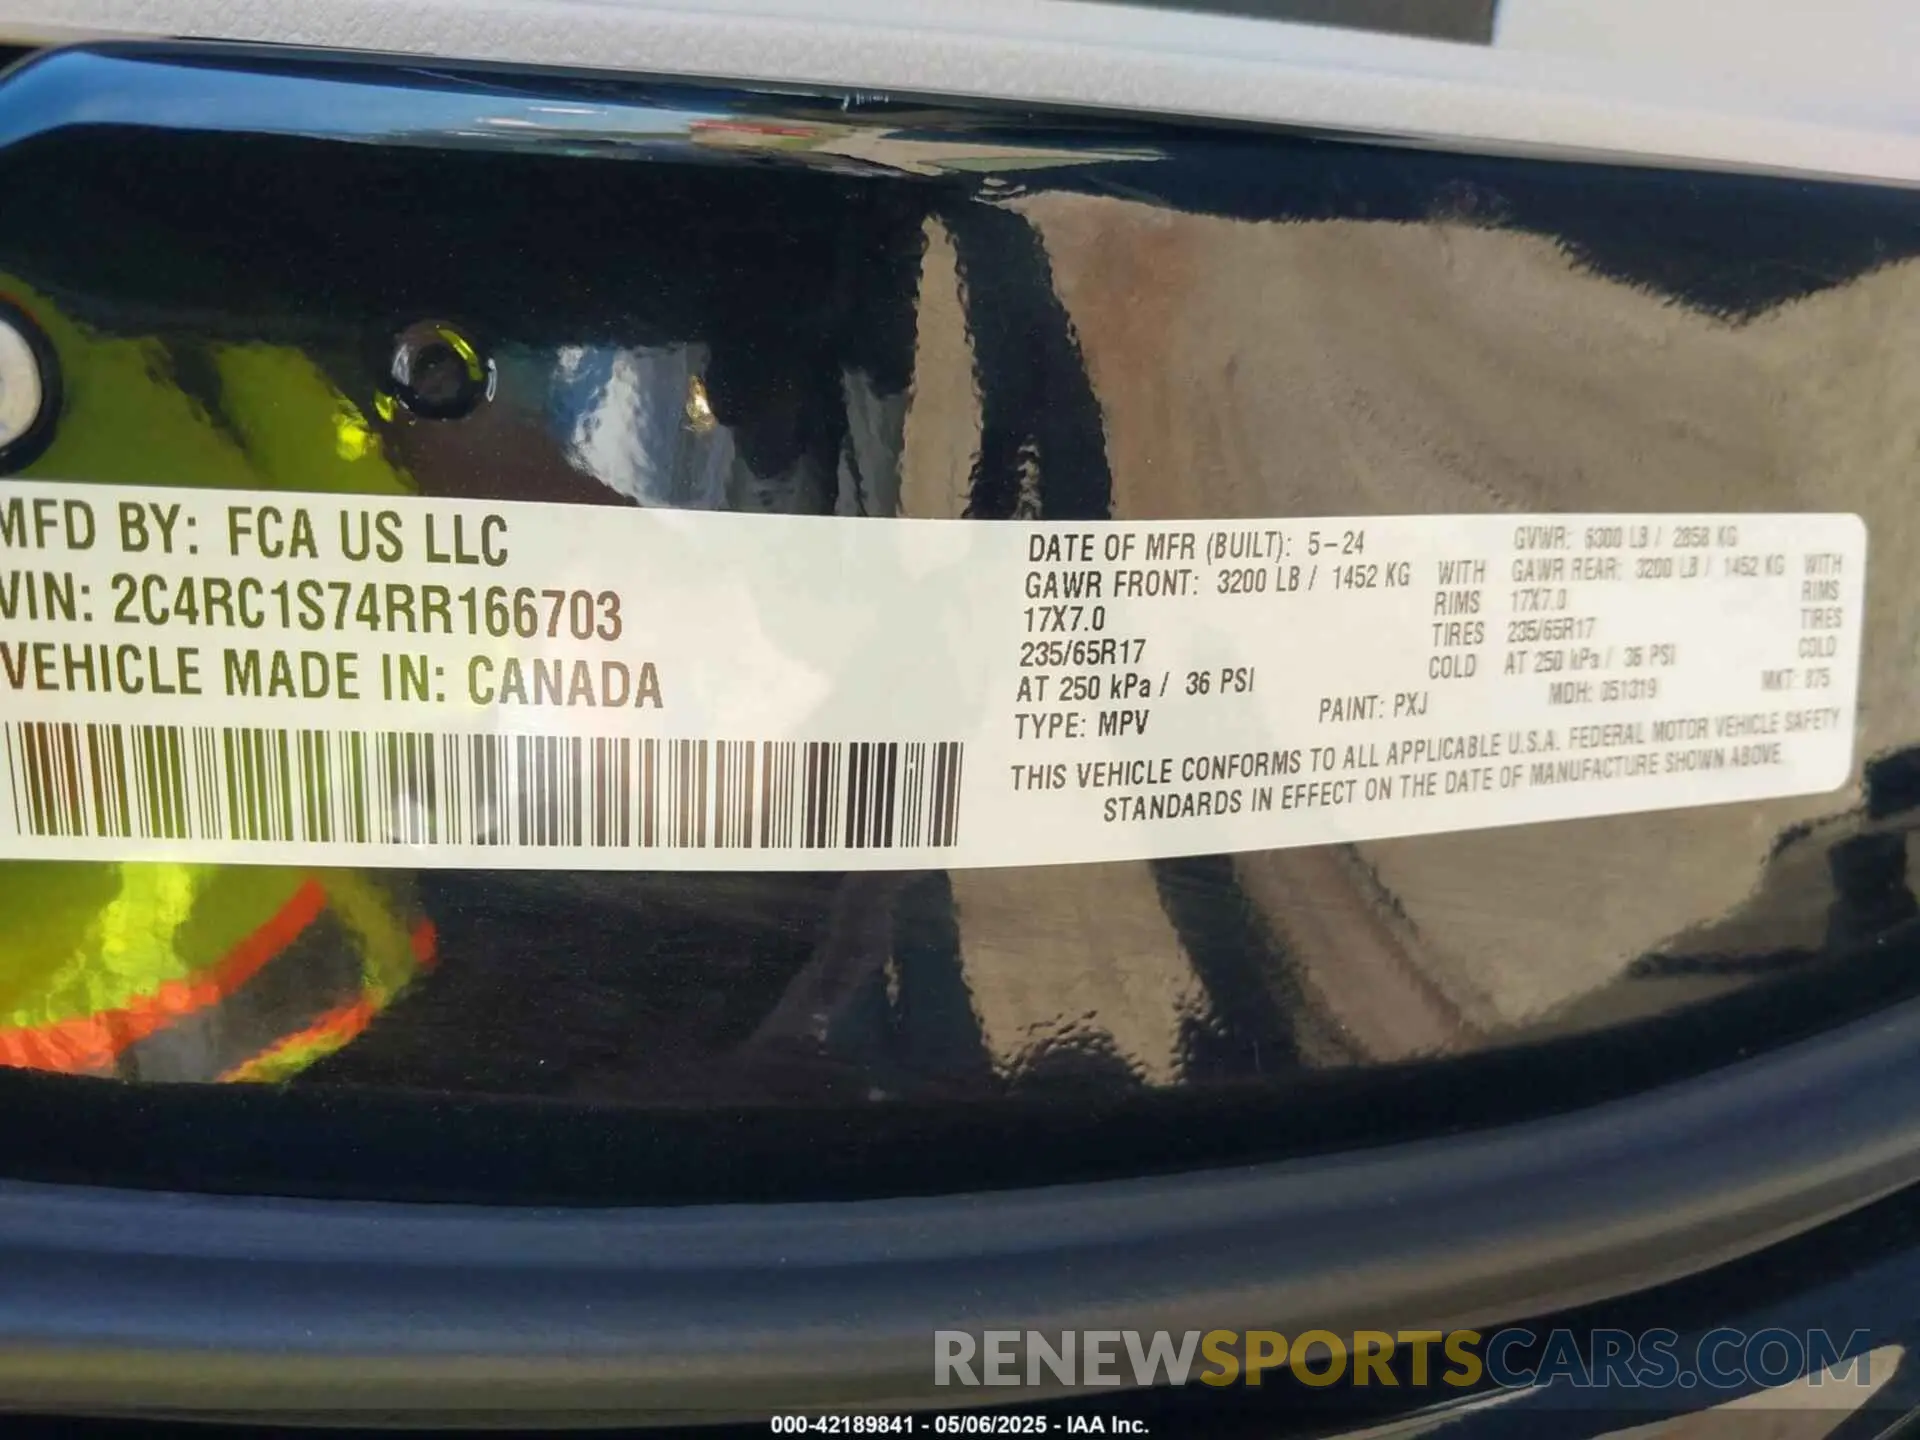 MFD BY: FCA US LLC
VIN: 2C4RC1S74RR166703
VEHICLE MADE IN: CANADA
DATE OF MFR (BUILT): 5-24 GVWR: 6300 LB / 2858 KG
GAWR FRONT: 3200 LB / 1452 KG WITH GAWR REAR: 3200 LB / 1452 KG WITH
17X7.0 RIMS 17X7.0 RIMS
235/65R17 TIRES 235/65R17 TIRES
AT 250 kPa / 36 PSI COLD AT 250 kPa / 36 PSI COLD
TYPE: MPV PAINT: PXJ MDH: 051319 MKT: 875
THIS VEHICLE CONFORMS TO ALL APPLICABLE U.S.A. FEDERAL MOTOR VEHICLE SAFETY
STANDARDS IN EFFECT ON THE DATE OF MANUFACTURE SHOWN ABOVE.
RENEWSPORTSCARS.COM
000-42189841 - 05/06/2025 - IAA Inc.